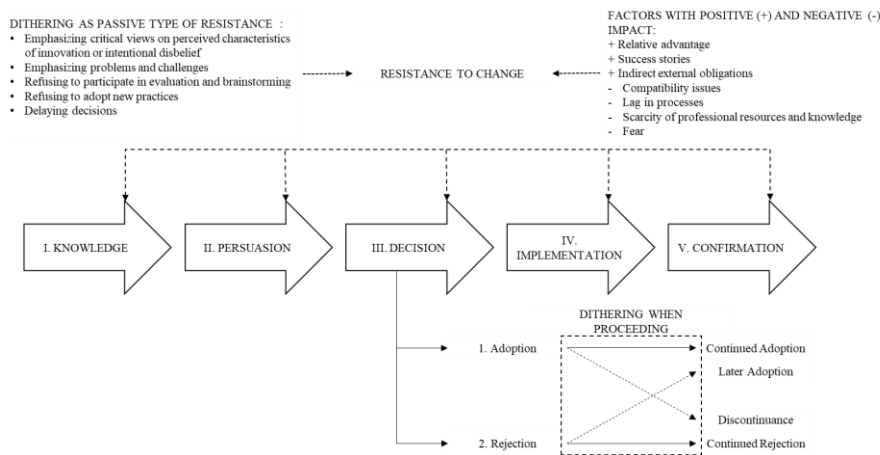 DITHERING AS PASSIVE TYPE OF RESISTANCE :
• Emphasizing critical views on perceived characteristics
of innovation or intentional disbelief
• Emphasizing problems and challenges
• Refusing to participate in evaluation and brainstorming
• Refusing to adopt new practices
• Delaying decisions
RESISTANCE TO CHANGE
FACTORS WITH POSITIVE (+) AND NEGATIVE (-)
IMPACT:
+ Relative advantage
+ Success stories
+ Indirect external obligations
- Compatibility issues
- Lag in processes
- Scarcity of professional resources and knowledge
- Fear
I. KNOWLEDGE
II. PERSUASION
III. DECISION
IV.
IMPLEMENTATION
V. CONFIRMATION
DITHERING WHEN
PROCEEDING
1. Adoption
Continued Adoption
Later Adoption
Discontinuance
2. Rejection
Continued Rejection